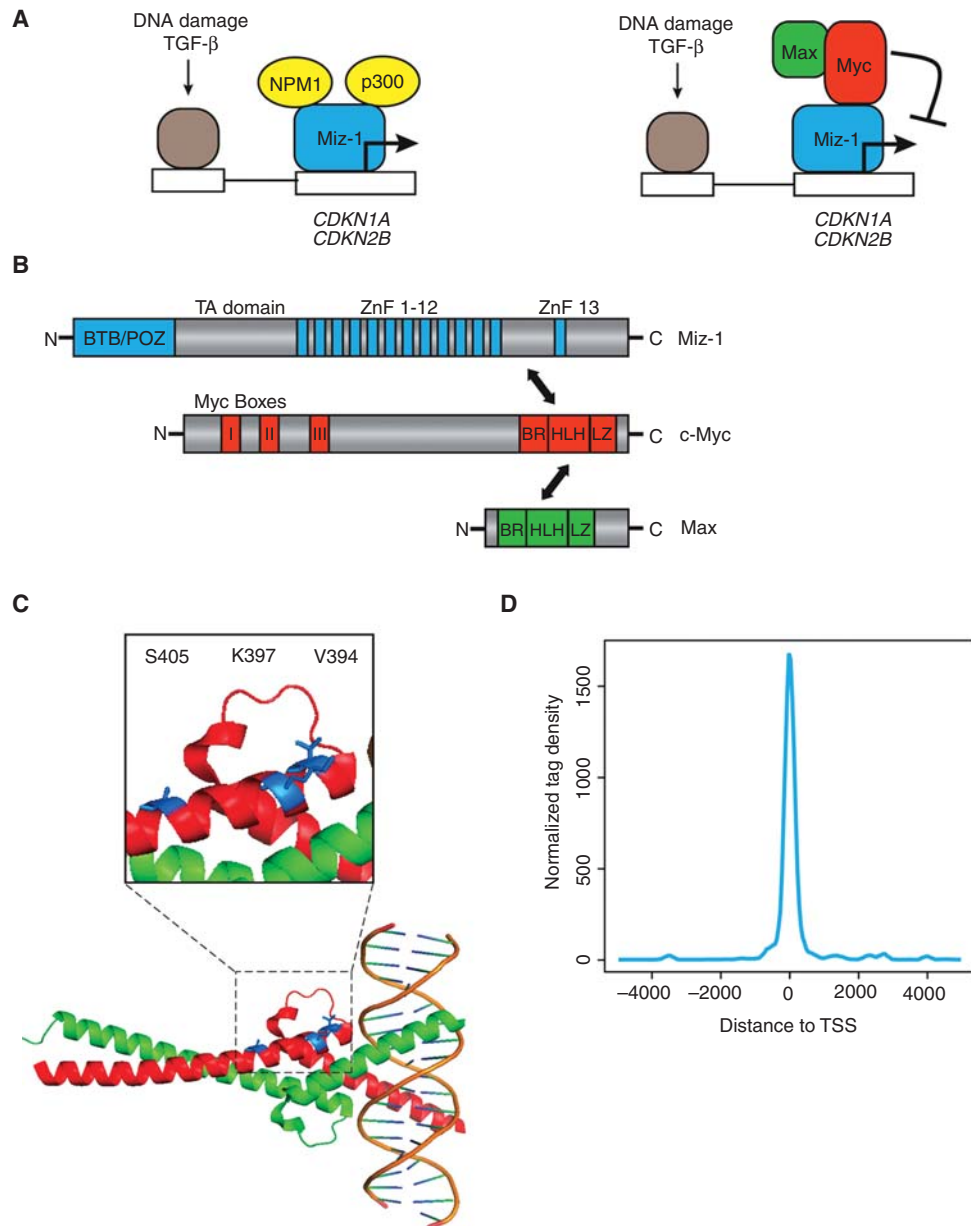 A
DNA damage
TGF-β
NPM1
p300
Miz-1
CDKN1A
CDKN2B
DNA damage
TGF-β
Max
Myc
Miz-1
CDKN1A
CDKN2B
B
TA domain
ZnF 1-12
ZnF 13
N
BTB/POZ
C
Miz-1
Myc Boxes
N
I
II
III
BR
HLH
LZ
C
c-Myc
N
BR
HLH
LZ
C
Max
C
S405
K397
V394
D
Normalized tag density
1500
1000
500
0
−4000
−2000
0
2000
4000
Distance to TSS